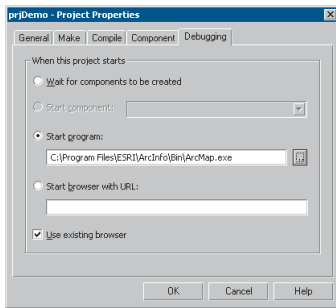 prjDemo - Project Properties
General Make Compile Component Debugging
When this project starts
Wait for components to be created
Start component:
Start program:
C:\Program Files\ESRI\ArcInfo\Bin\ArcMap.exe
...
Start browser with URL:
Use existing browser
OK Cancel Help